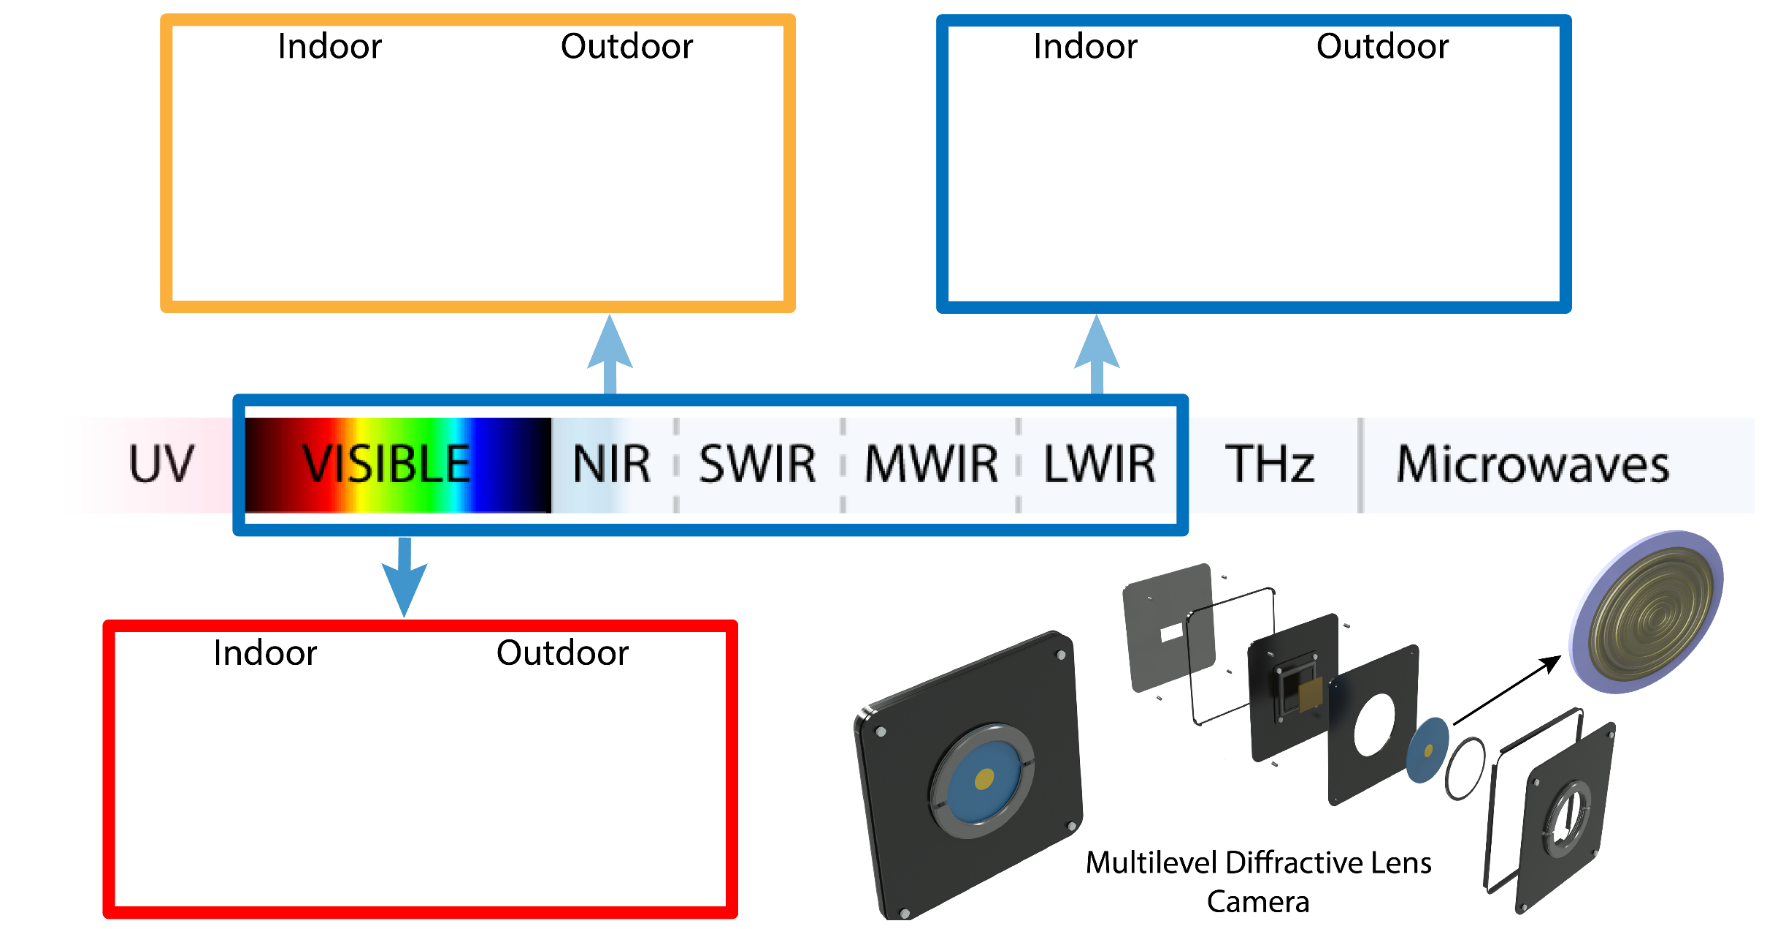 Indoor Outdoor
Indoor Outdoor
UV VISIBLE NIR SWIR MWIR LWIR THz Microwaves
Indoor Outdoor
Multilevel Diffractive Lens
Camera